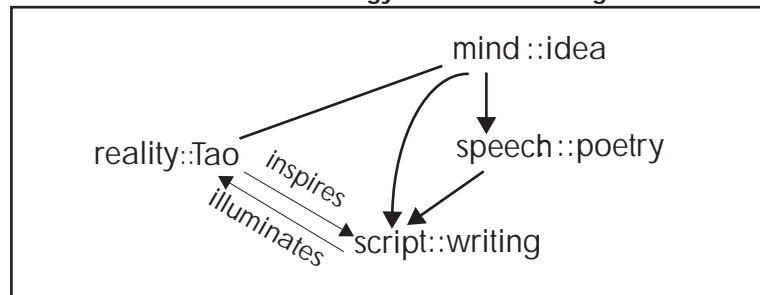 mind::idea
reality::Tao
speech::poetry
inspires
illuminates
script::writing